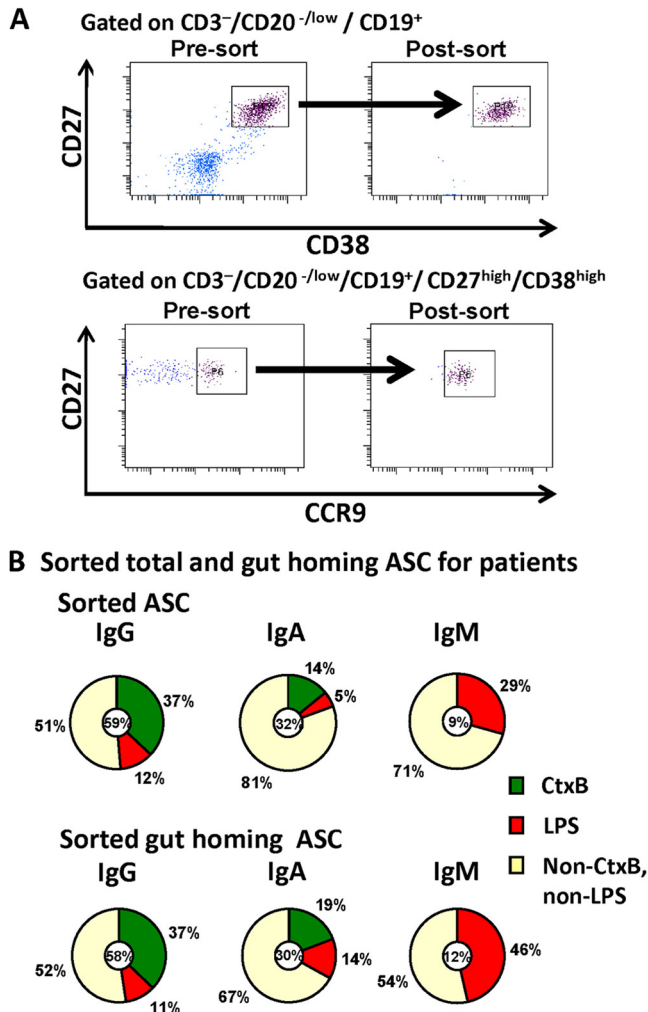 A
Gated on CD3⁻/CD20 ⁻/ˡᵒʷ / CD19⁺
Pre-sort
Post-sort
CD27
CD38
Gated on CD3⁻/CD20 ⁻/ˡᵒʷ/CD19⁺/ CD27ʰⁱᵍʰ/CD38ʰⁱᵍʰ
Pre-sort
Post-sort
CD27
P6
P6
CCR9
B Sorted total and gut homing ASC for patients
Sorted ASC
IgG
IgA
IgM
37%
12%
51%
59%
14%
5%
81%
32%
29%
71%
9%
CtxB
LPS
Non-CtxB,
non-LPS
Sorted gut homing ASC
IgG
IgA
IgM
37%
11%
52%
58%
19%
14%
67%
30%
46%
54%
12%